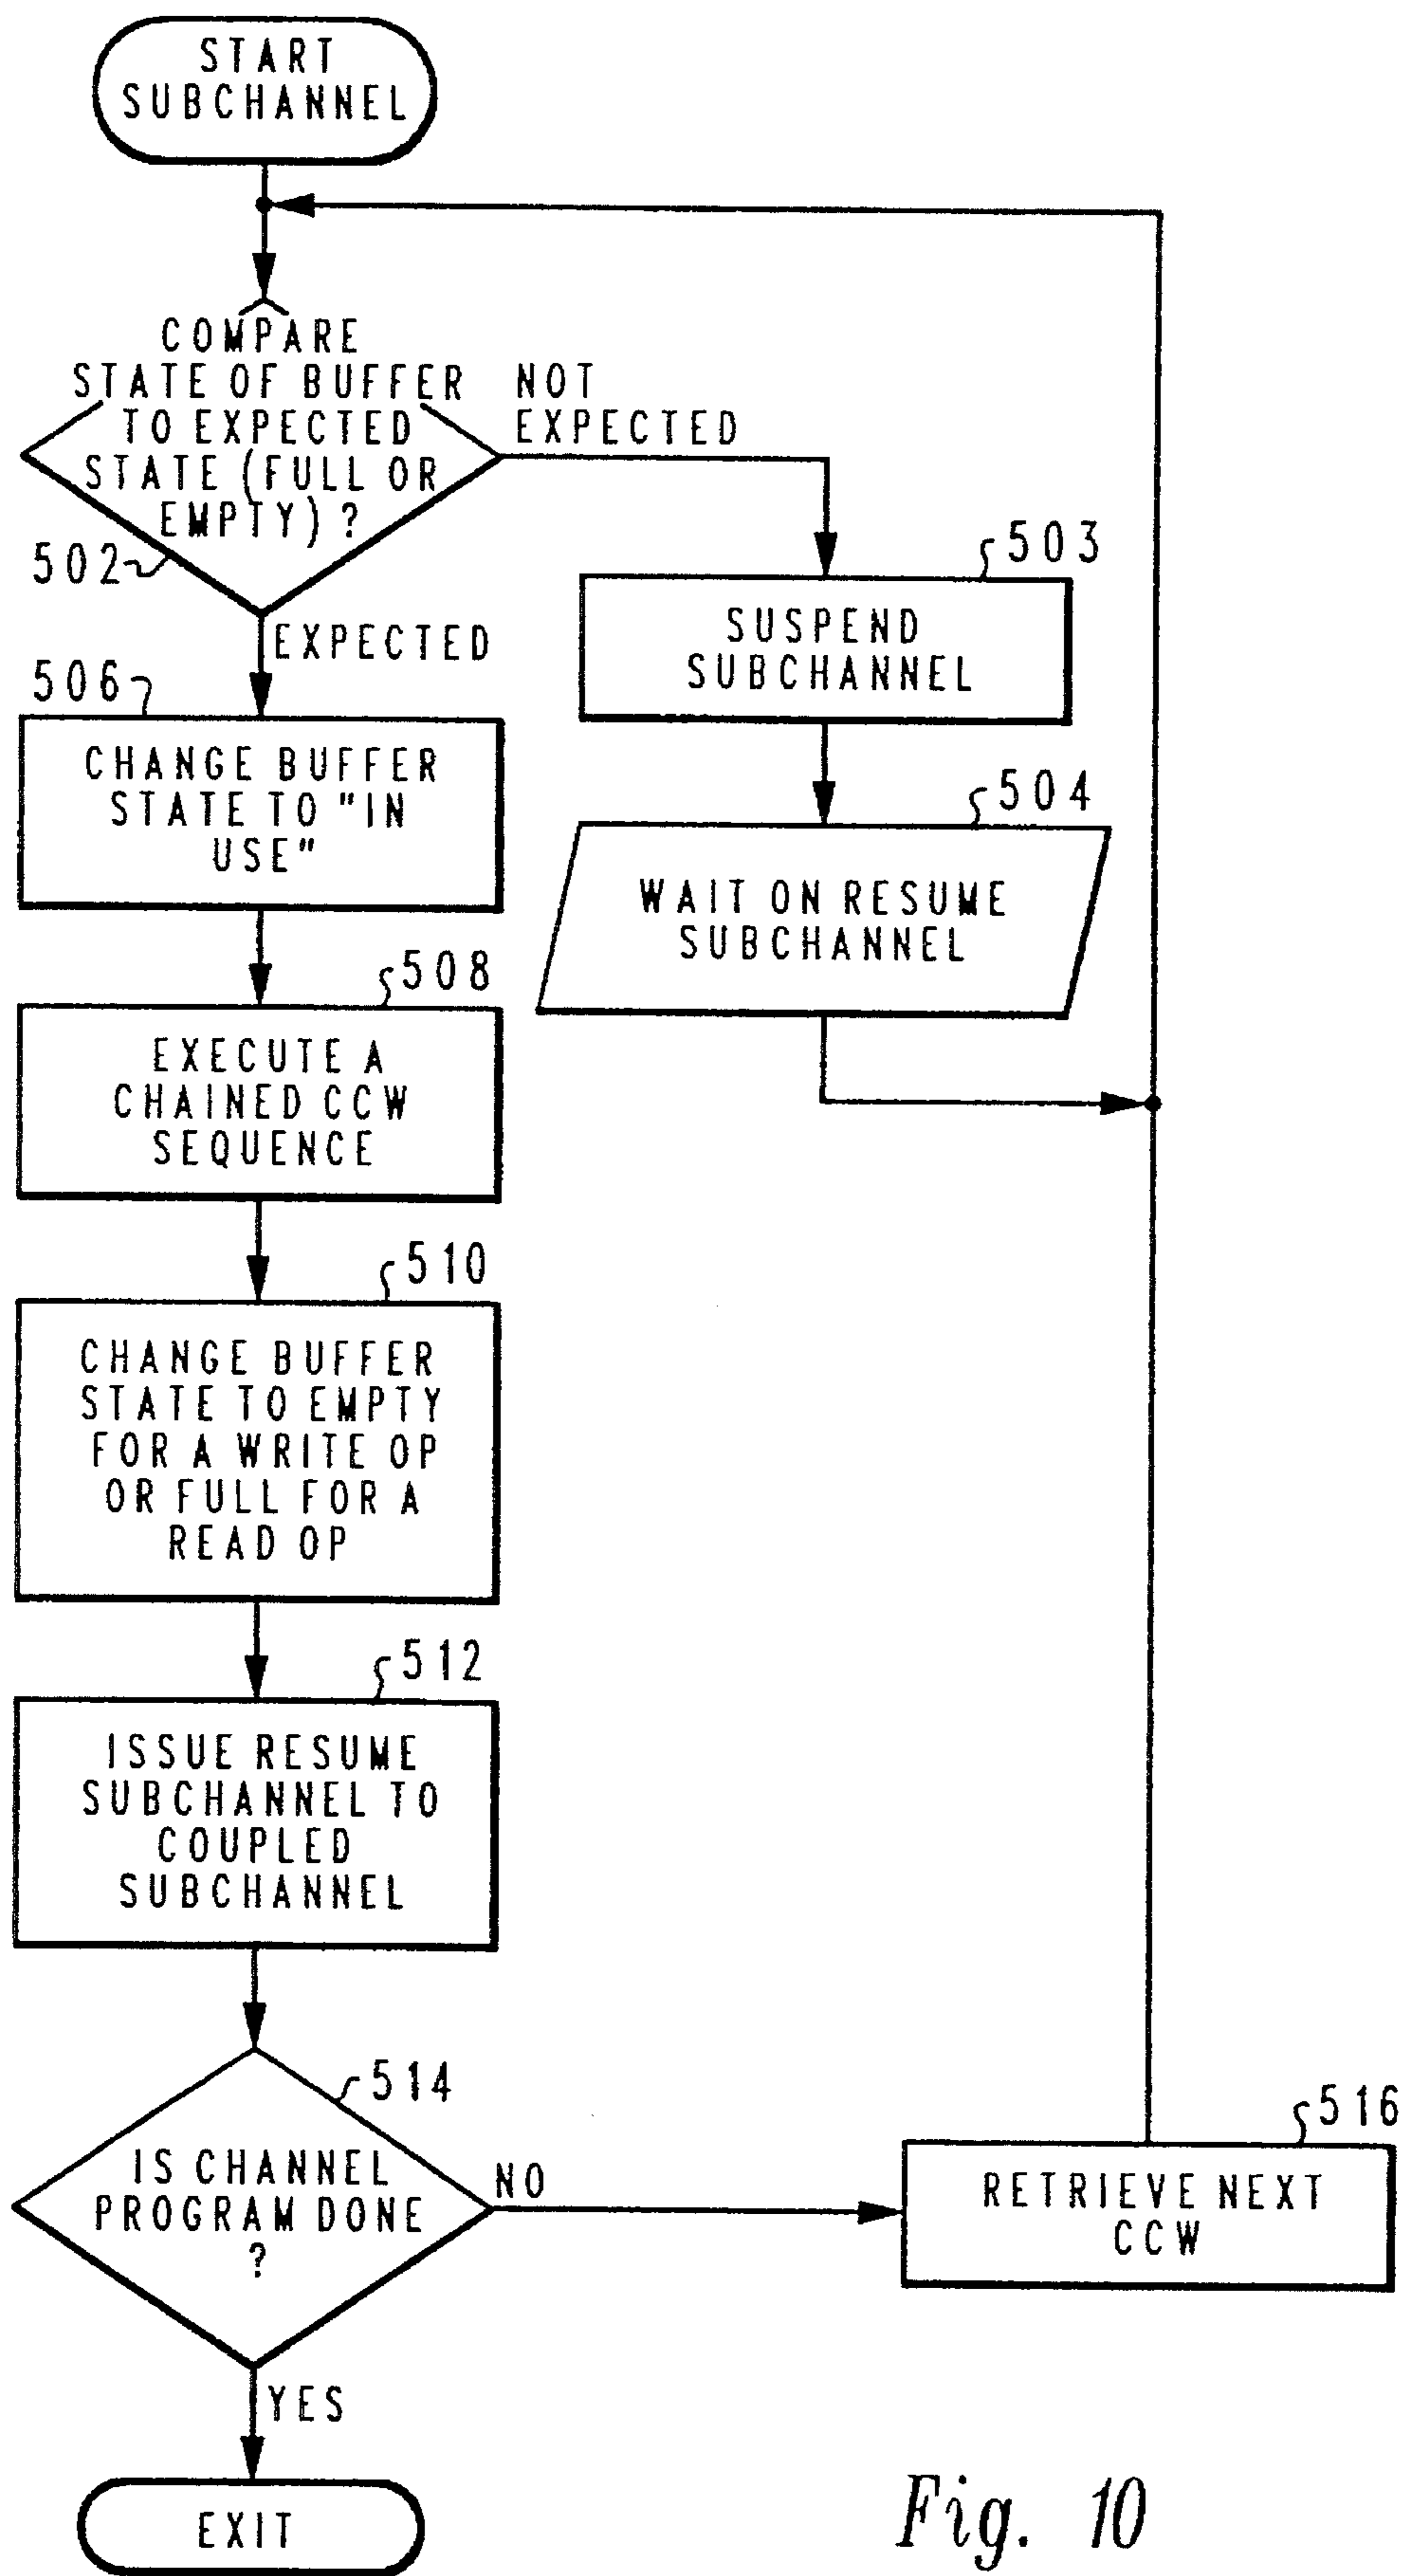 START
SUBCHANNEL
COMPARE
STATE OF BUFFER
TO EXPECTED
STATE (FULL OR
EMPTY) ?
502
NOT
EXPECTED
EXPECTED
503
SUSPEND
SUBCHANNEL
504
WAIT ON RESUME
SUBCHANNEL
506
CHANGE BUFFER
STATE TO "IN
USE"
508
EXECUTE A
CHAINED CCW
SEQUENCE
510
CHANGE BUFFER
STATE TO EMPTY
FOR A WRITE OP
OR FULL FOR A
READ OP
512
ISSUE RESUME
SUBCHANNEL TO
COUPLED
SUBCHANNEL
514
IS CHANNEL
PROGRAM DONE
?
NO
516
RETRIEVE NEXT
CCW
YES
EXIT
Fig. 10